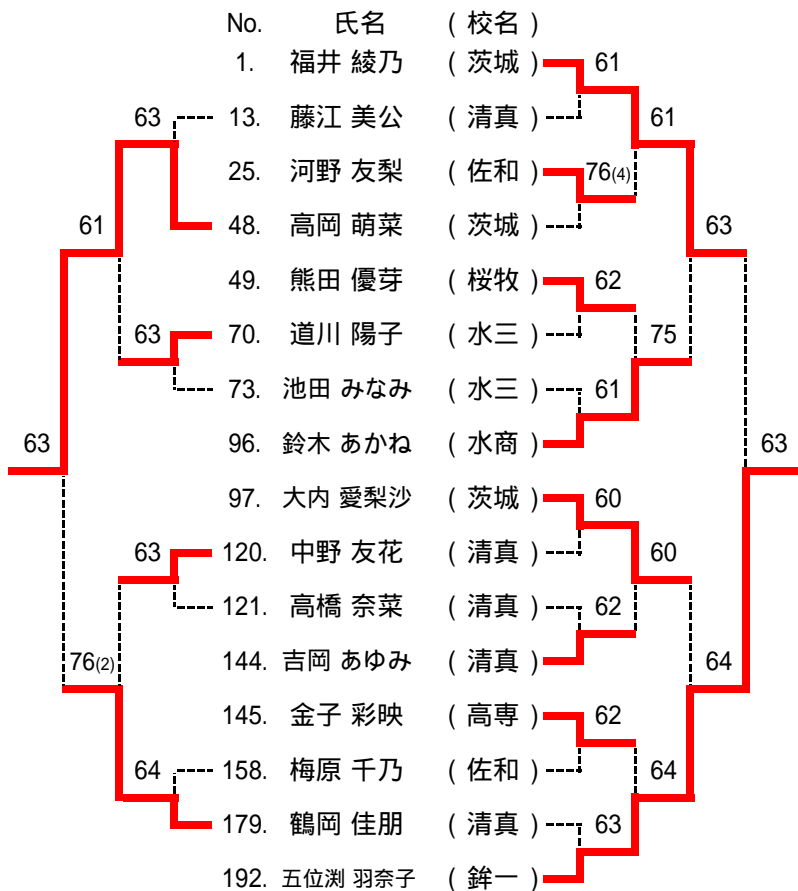 No. 氏名 ( 校名 )
1. 福井 綾乃 ( 茨城 ) 61
63 13. 藤江 美公 ( 清真 ) 61
25. 河野 友梨 ( 佐和 ) 76(4)
61 48. 高岡 萌菜 ( 茨城 ) 63
49. 熊田 優芽 ( 桜牧 ) 62
63 70. 道川 陽子 ( 水三 ) 75
73. 池田 みなみ ( 水三 ) 61
63 96. 鈴木 あかね ( 水商 ) 63
97. 大内 愛梨沙 ( 茨城 ) 60
63 120. 中野 友花 ( 清真 ) 60
121. 高橋 奈菜 ( 清真 ) 62
76(2) 144. 吉岡 あゆみ ( 清真 ) 64
145. 金子 彩映 ( 高専 ) 62
64 158. 梅原 千乃 ( 佐和 ) 64
179. 鶴岡 佳朋 ( 清真 ) 63
192. 五位渕 羽奈子 ( 鉾一 )